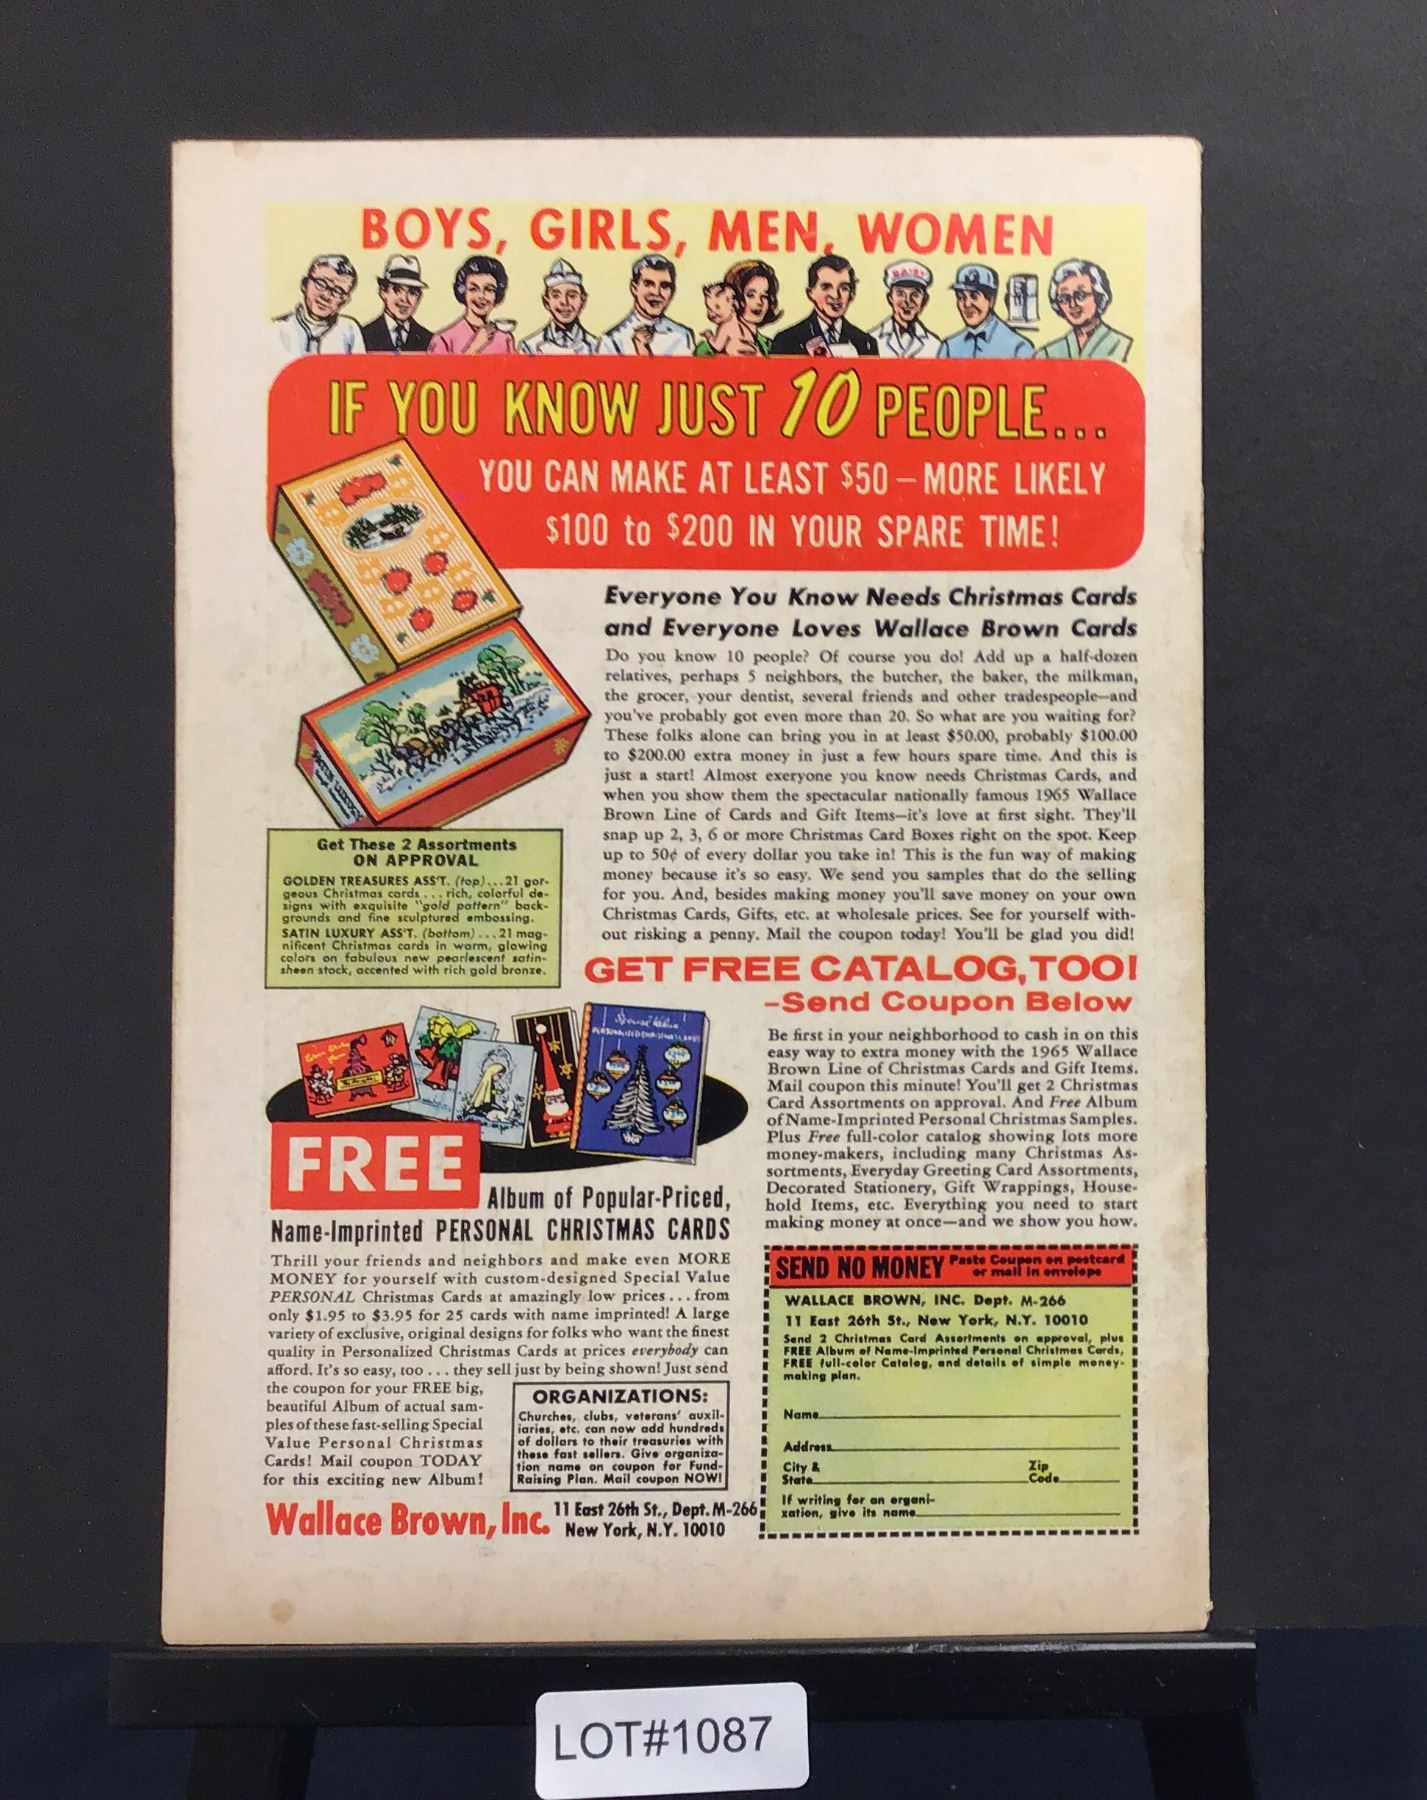 BOYS, GIRLS, MEN, WOMEN
DAIRY
IF YOU KNOW JUST 10 PEOPLE...
YOU CAN MAKE AT LEAST $50 – MORE LIKELY
$100 to $200 IN YOUR SPARE TIME!
Everyone You Know Needs Christmas Cards
and Everyone Loves Wallace Brown Cards
Do you know 10 people? Of course you do! Add up a half-dozen
relatives, perhaps 5 neighbors, the butcher, the baker, the milkman,
the grocer, your dentist, several friends and other tradespeople—and
you've probably got even more than 20. So what are you waiting for?
These folks alone can bring you in at least $50.00, probably $100.00
to $200.00 extra money in just a few hours spare time. And this is
just a start! Almost exeryone you know needs Christmas Cards, and
when you show them the spectacular nationally famous 1965 Wallace
Brown Line of Cards and Gift Items—it's love at first sight. They'll
snap up 2, 3, 6 or more Christmas Card Boxes right on the spot. Keep
up to 50¢ of every dollar you take in! This is the fun way of making
money because it's so easy. We send you samples that do the selling
for you. And, besides making money you'll save money on your own
Christmas Cards, Gifts, etc. at wholesale prices. See for yourself with-
out risking a penny. Mail the coupon today! You'll be glad you did!
SATIN LUXURY
Get These 2 Assortments
ON APPROVAL
GOLDEN TREASURES ASS'T. (top)...21 gor-
geous Christmas cards...rich, colorful de-
signs with exquisite "gold pattern" back-
grounds and fine sculptured embossing.
SATIN LUXURY ASS'T. (bottom)...21 mag-
nificent Christmas cards in warm, glowing
colors on fabulous new pearlescent satin-
sheen stock, accented with rich gold bronze.
GET FREE CATALOG, TOO!
–Send Coupon Below
Be first in your neighborhood to cash in on this
easy way to extra money with the 1965 Wallace
Brown Line of Christmas Cards and Gift Items.
Mail coupon this minute! You'll get 2 Christmas
Card Assortments on approval. And Free Album
of Name-Imprinted Personal Christmas Samples.
Plus Free full-color catalog showing lots more
money-makers, including many Christmas As-
sortments, Everyday Greeting Card Assortments,
Decorated Stationery, Gift Wrappings, House-
hold Items, etc. Everything you need to start
making money at once—and we show you how.
Special Value
PERSONALIZED CHRISTMAS CARDS
FREE
Album of Popular-Priced,
Name-Imprinted PERSONAL CHRISTMAS CARDS
Thrill your friends and neighbors and make even MORE
MONEY for yourself with custom-designed Special Value
PERSONAL Christmas Cards at amazingly low prices...from
only $1.95 to $3.95 for 25 cards with name imprinted! A large
variety of exclusive, original designs for folks who want the finest
quality in Personalized Christmas Cards at prices everybody can
afford. It's so easy, too...they sell just by being shown! Just send
the coupon for your FREE big,
beautiful Album of actual sam-
ples of these fast-selling Special
Value Personal Christmas
Cards! Mail coupon TODAY
for this exciting new Album!
ORGANIZATIONS:
Churches, clubs, veterans' auxil-
iaries, etc. can now add hundreds
of dollars to their treasuries with
these fast sellers. Give organiza-
tion name on coupon for Fund-
Raising Plan. Mail coupon NOW!
Wallace Brown, Inc.
11 East 26th St., Dept. M-266
New York, N.Y. 10010
SEND NO MONEY Paste Coupon on postcard
or mail in envelope
WALLACE BROWN, INC. Dept. M-266
11 East 26th St., New York, N.Y. 10010
Send 2 Christmas Card Assortments on approval, plus
FREE Album of Name-Imprinted Personal Christmas Cards,
FREE full-color Catalog, and details of simple money-
making plan.
Name
Address
City & Zip
State Code
If writing for an organi-
zation, give its name
LOT#1087